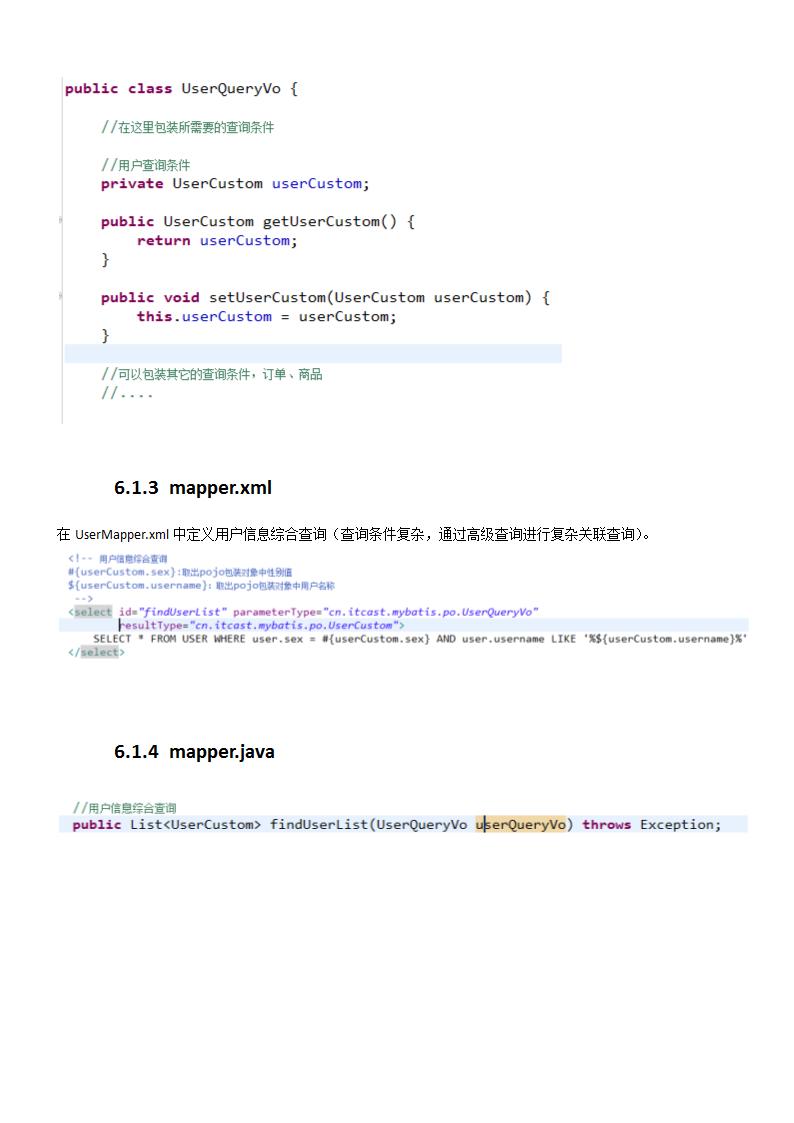 public class UserQueryVo {
//在这里包装所需要的查询条件
//用户查询条件
private UserCustom userCustom;
public UserCustom getUserCustom() {
return userCustom;
}
public void setUserCustom(UserCustom userCustom) {
this.userCustom = userCustom;
}
//可以包装其它的查询条件，订单、商品
//....
6.1.3 mapper.xml
在 UserMapper.xml 中定义用户信息综合查询（查询条件复杂，通过高级查询进行复杂关联查询）。
<!-- 用户信息综合查询
#{userCustom.sex}:取出pojo包装对象中性别值
${userCustom.username}：取出pojo包装对象中用户名称
-->
<select id="findUserList" parameterType="cn.itcast.mybatis.po.UserQueryVo"
resultType="cn.itcast.mybatis.po.UserCustom">
SELECT * FROM USER WHERE user.sex = #{userCustom.sex} AND user.username LIKE '%${userCustom.username}%'
</select>
6.1.4 mapper.java
//用户信息综合查询
public List<UserCustom> findUserList(UserQueryVo userQueryVo) throws Exception;